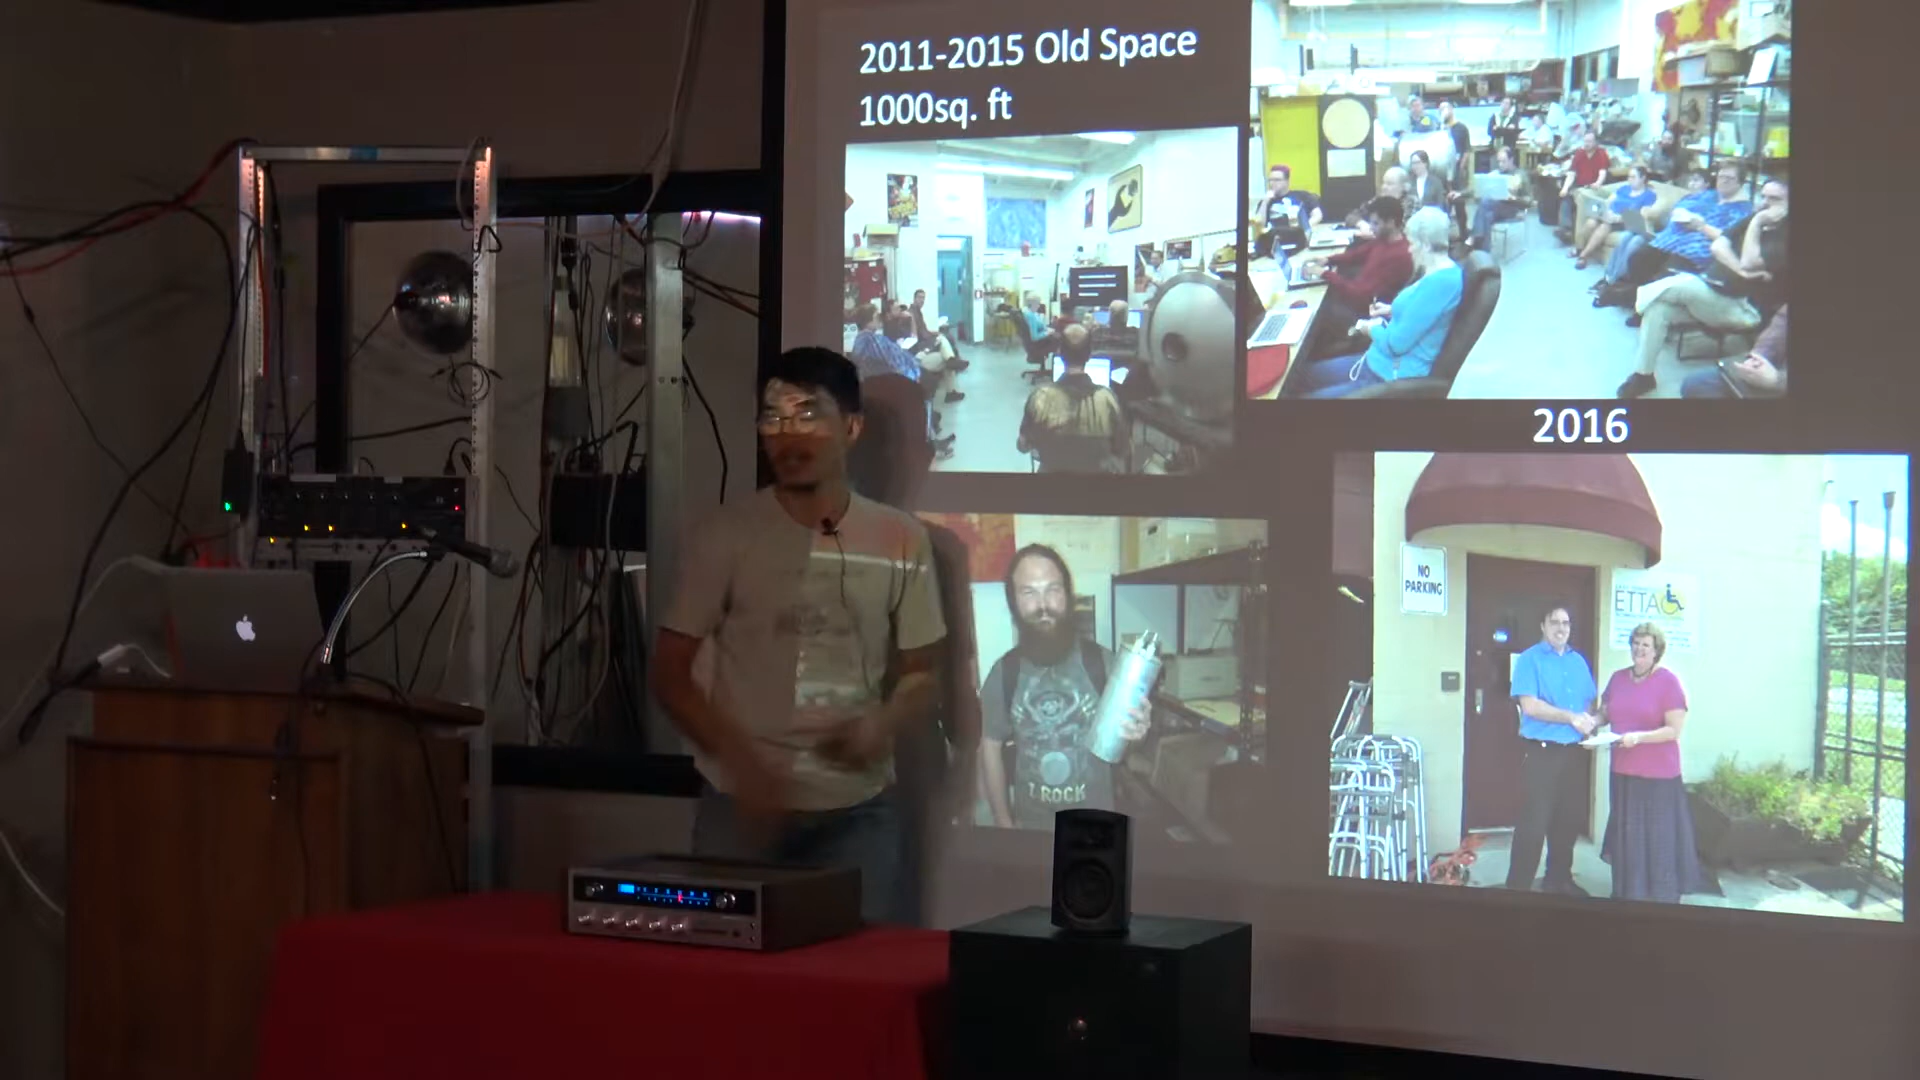 2011-2015 Old Space
1000sq. ft
2016
NO
PARKING
ETTA
I ROCK